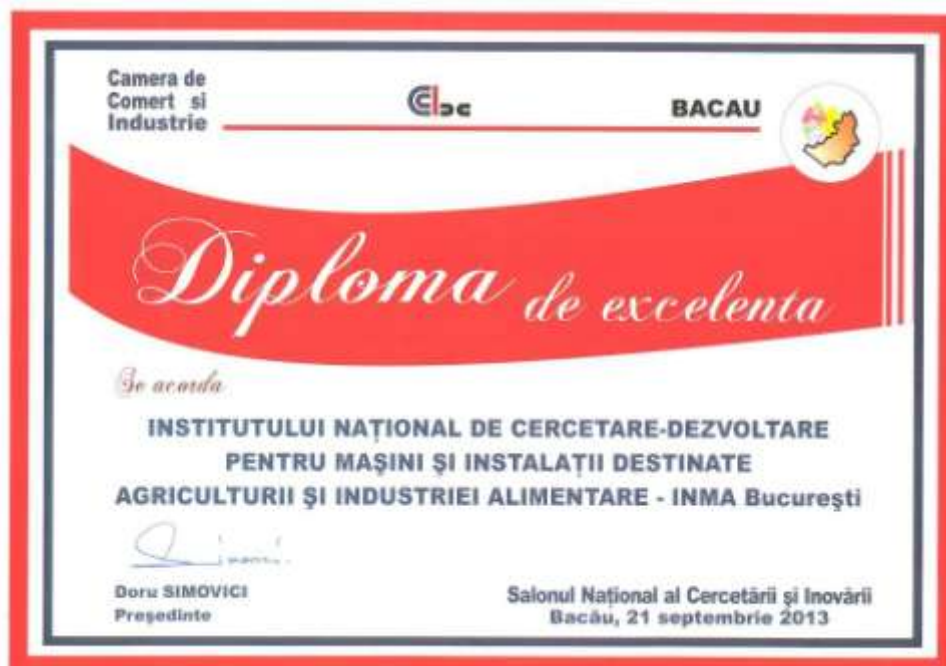 Camera de
Comert si
Industrie
BACAU
Diploma de excelenta
Se acorda
INSTITUTULUI NAȚIONAL DE CERCETARE-DEZVOLTARE
PENTRU MAȘINI ȘI INSTALAȚII DESTINATE
AGRICULTURII ȘI INDUSTRIEI ALIMENTARE - INMA București
Doru SIMOVICI
Președinte
Salonul Național al Cercetării și Inovării
Bacău, 21 septembrie 2013